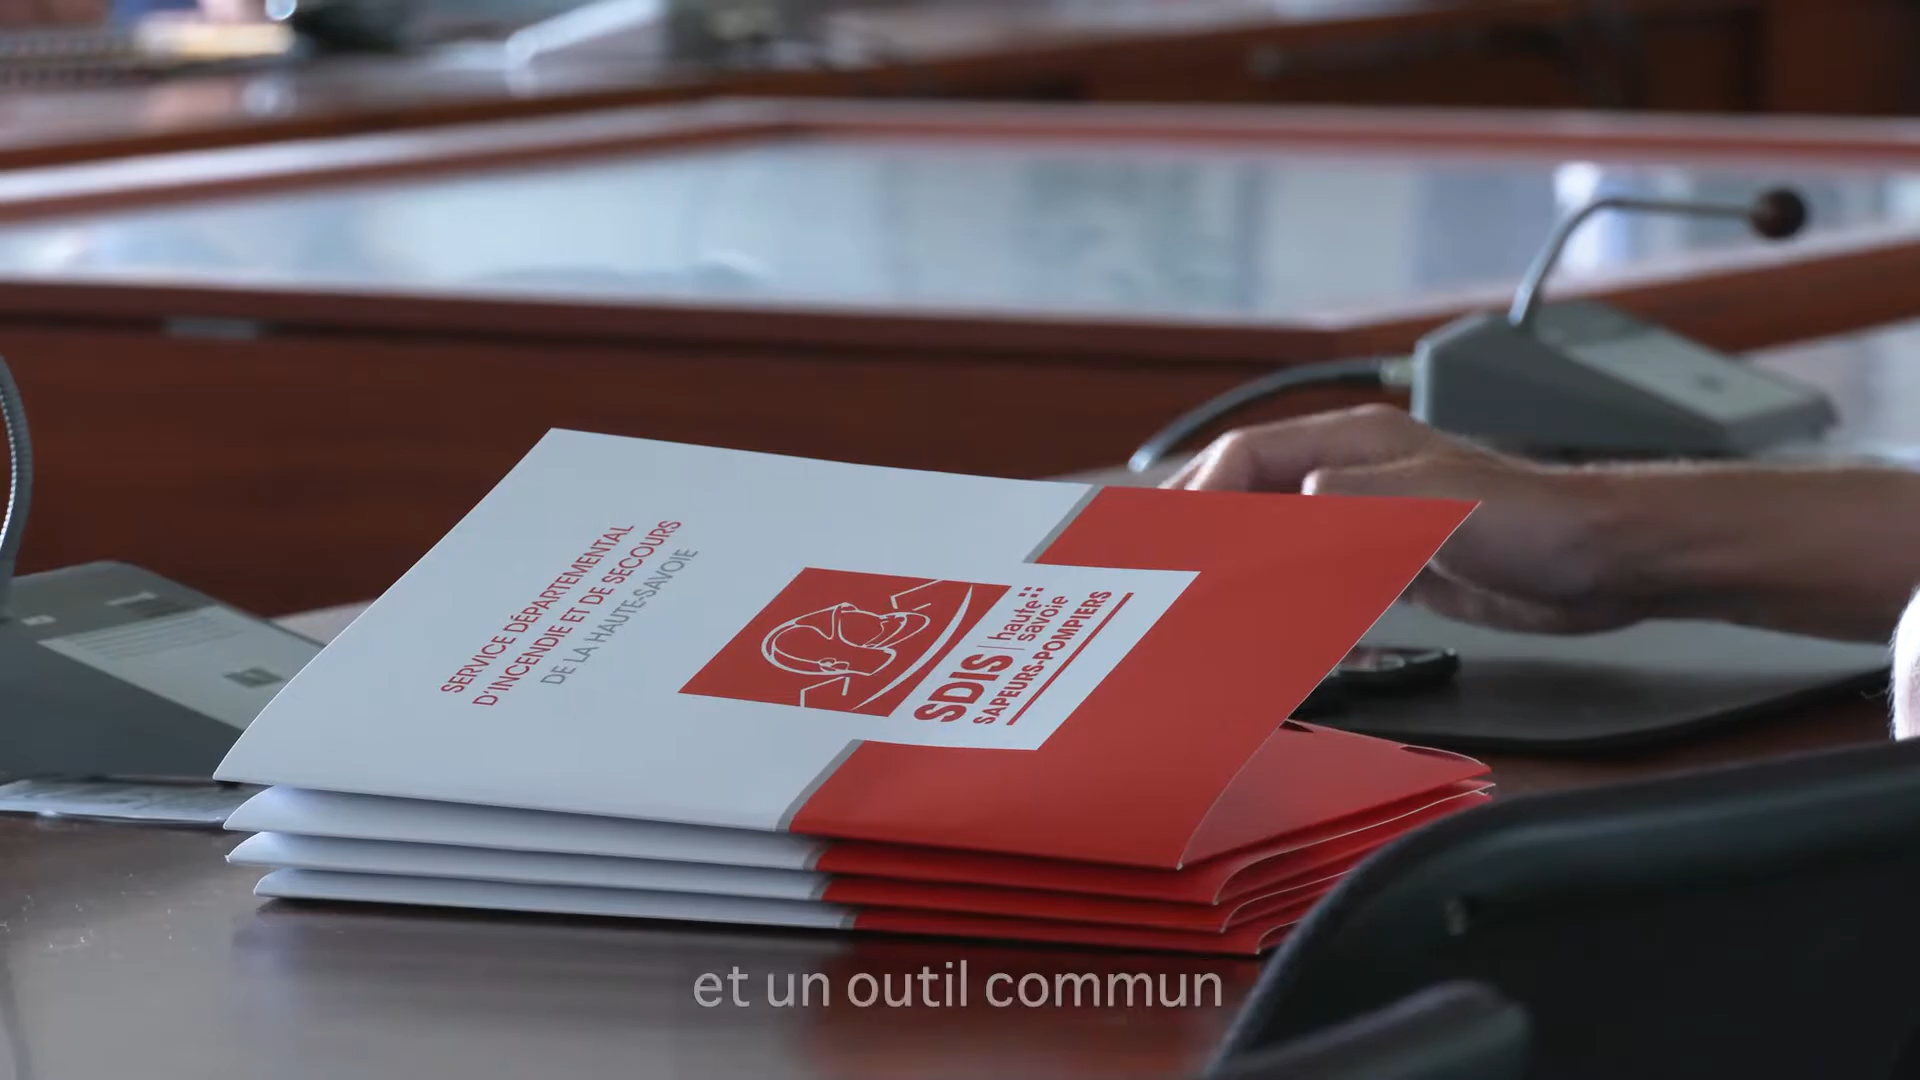 SERVICE DÉPARTEMENTAL
D'INCENDIE ET DE SECOURS
DE LA HAUTE-SAVOIE
SDIS | haute
savoie
SAPEURS-POMPIERS
et un outil commun